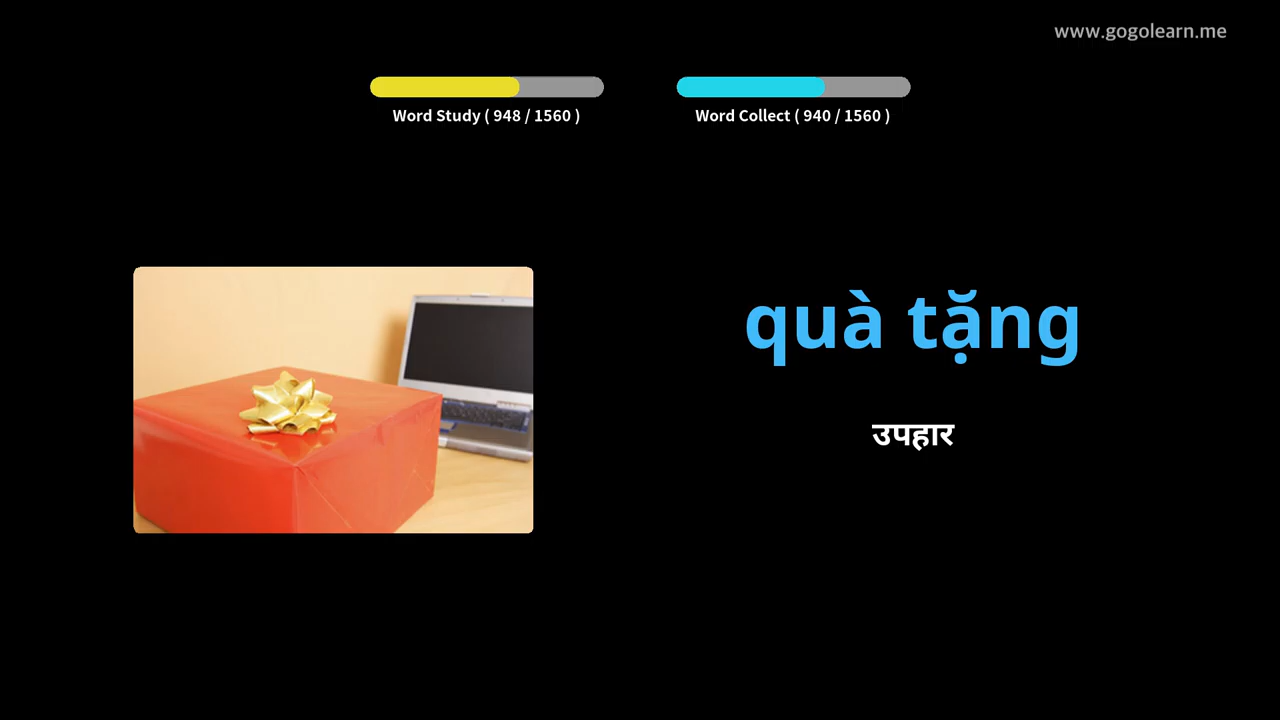 www.gogolearn.me
Word Study ( 948 / 1560 )
Word Collect ( 940 / 1560 )
quà tặng
उपहार